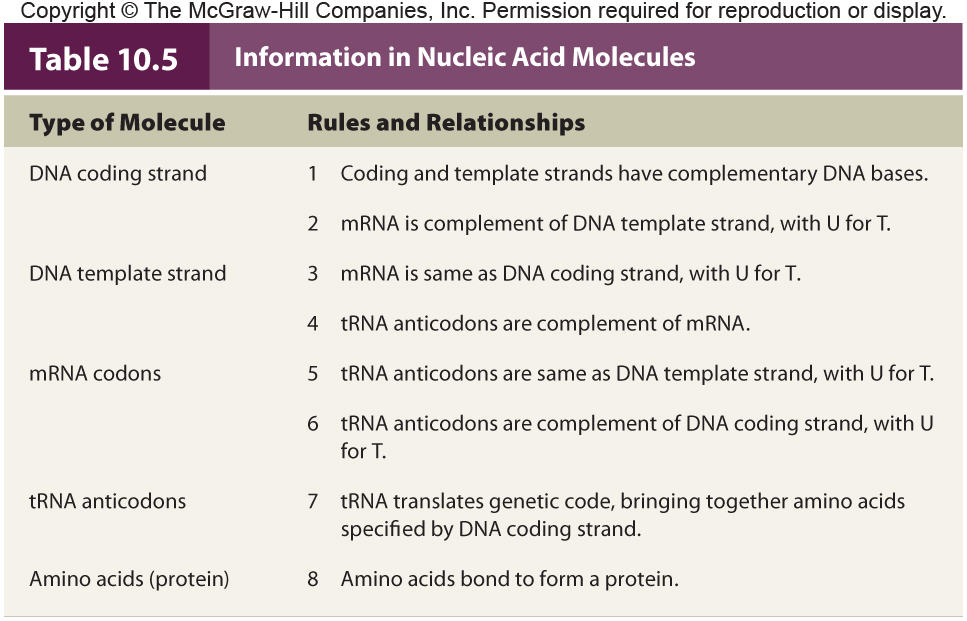 Copyright © The McGraw-Hill Companies, Inc. Permission required for reproduction or display.
Table 10.5 Information in Nucleic Acid Molecules
Type of Molecule Rules and Relationships
DNA coding strand 1 Coding and template strands have complementary DNA bases.
2 mRNA is complement of DNA template strand, with U for T.
DNA template strand 3 mRNA is same as DNA coding strand, with U for T.
4 tRNA anticodons are complement of mRNA.
mRNA codons 5 tRNA anticodons are same as DNA template strand, with U for T.
6 tRNA anticodons are complement of DNA coding strand, with U
for T.
tRNA anticodons 7 tRNA translates genetic code, bringing together amino acids
specified by DNA coding strand.
Amino acids (protein) 8 Amino acids bond to form a protein.